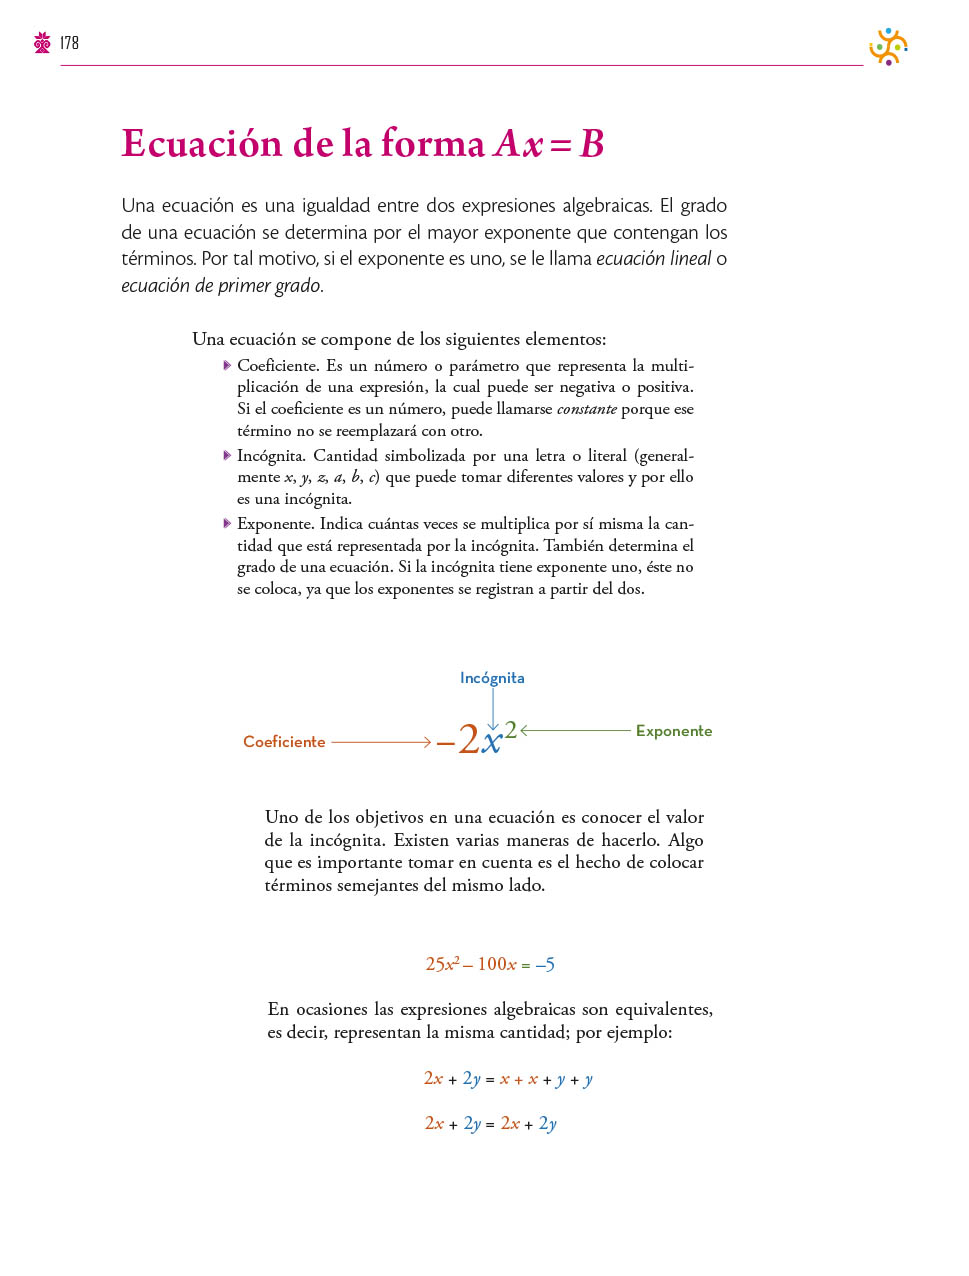 178
Ecuación de la forma Ax = B
Una ecuación es una igualdad entre dos expresiones algebraicas. El grado
de una ecuación se determina por el mayor exponente que contengan los
términos. Por tal motivo, si el exponente es uno, se le llama ecuación lineal o
ecuación de primer grado.
Una ecuación se compone de los siguientes elementos:
Coeficiente. Es un número o parámetro que representa la multi-
plicación de una expresión, la cual puede ser negativa o positiva.
Si el coeficiente es un número, puede llamarse constante porque ese
término no se reemplazará con otro.
Incógnita. Cantidad simbolizada por una letra o literal (general-
mente x, y, z, a, b, c) que puede tomar diferentes valores y por ello
es una incógnita.
Exponente. Indica cuántas veces se multiplica por sí misma la can-
tidad que está representada por la incógnita. También determina el
grado de una ecuación. Si la incógnita tiene exponente uno, éste no
se coloca, ya que los exponentes se registran a partir del dos.
Incógnita
Coeficiente
–2x²
Exponente
Uno de los objetivos en una ecuación es conocer el valor
de la incógnita. Existen varias maneras de hacerlo. Algo
que es importante tomar en cuenta es el hecho de colocar
términos semejantes del mismo lado.
25x² – 100x = –5
En ocasiones las expresiones algebraicas son equivalentes,
es decir, representan la misma cantidad; por ejemplo:
2x + 2y = x + x + y + y
2x + 2y = 2x + 2y